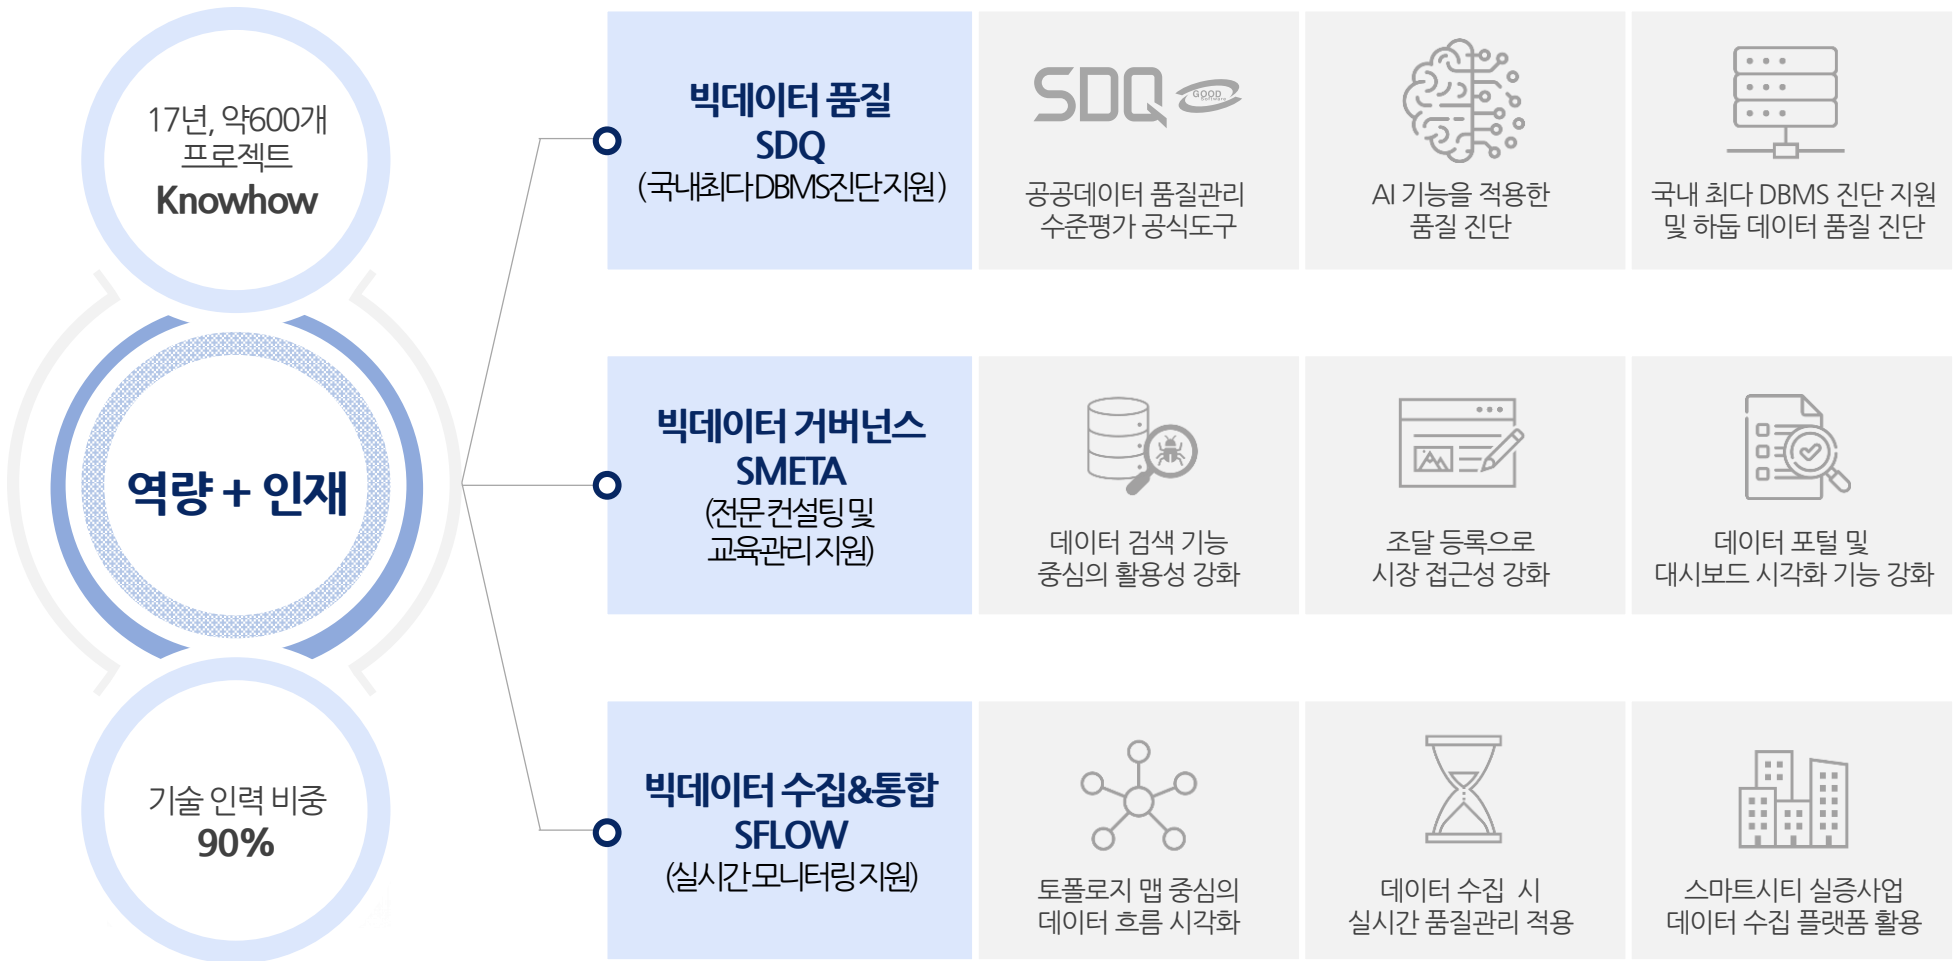 17년, 약600개
프로젝트
Knowhow
역량 + 인재
기술 인력 비중
90%
빅데이터 품질
SDQ
(국내최다DBMS진단지원)
SDQ
GOOD
Software
공공데이터 품질관리
수준평가 공식도구
AI 기능을 적용한
품질 진단
국내 최다 DBMS 진단 지원
및 하둡 데이터 품질 진단
빅데이터 거버넌스
SMETA
(전문 컨설팅 및
교육관리 지원)
데이터 검색 기능
중심의 활용성 강화
조달 등록으로
시장 접근성 강화
데이터 포털 및
대시보드 시각화 기능 강화
빅데이터 수집&통합
SFLOW
(실시간 모니터링 지원)
토폴로지 맵 중심의
데이터 흐름 시각화
데이터 수집 시
실시간 품질관리 적용
스마트시티 실증사업
데이터 수집 플랫폼 활용